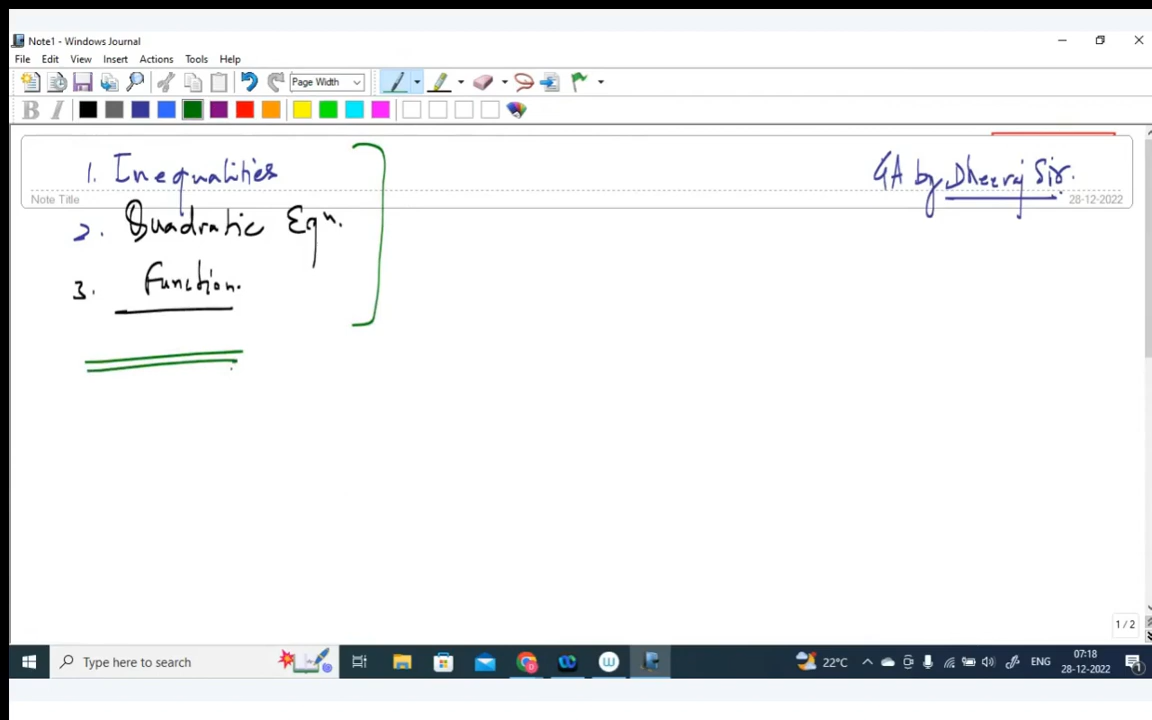 Note1 - Windows Journal
File Edit View Insert Actions Tools Help
Page Width
B I
1. Inequalities
GA by Dheeraj Sir.
Note Title
28-12-2022
2. Quadratic Eqn.
3. Function.
1 / 2
Type here to search
22°C
ENG
07:18
28-12-2022
1